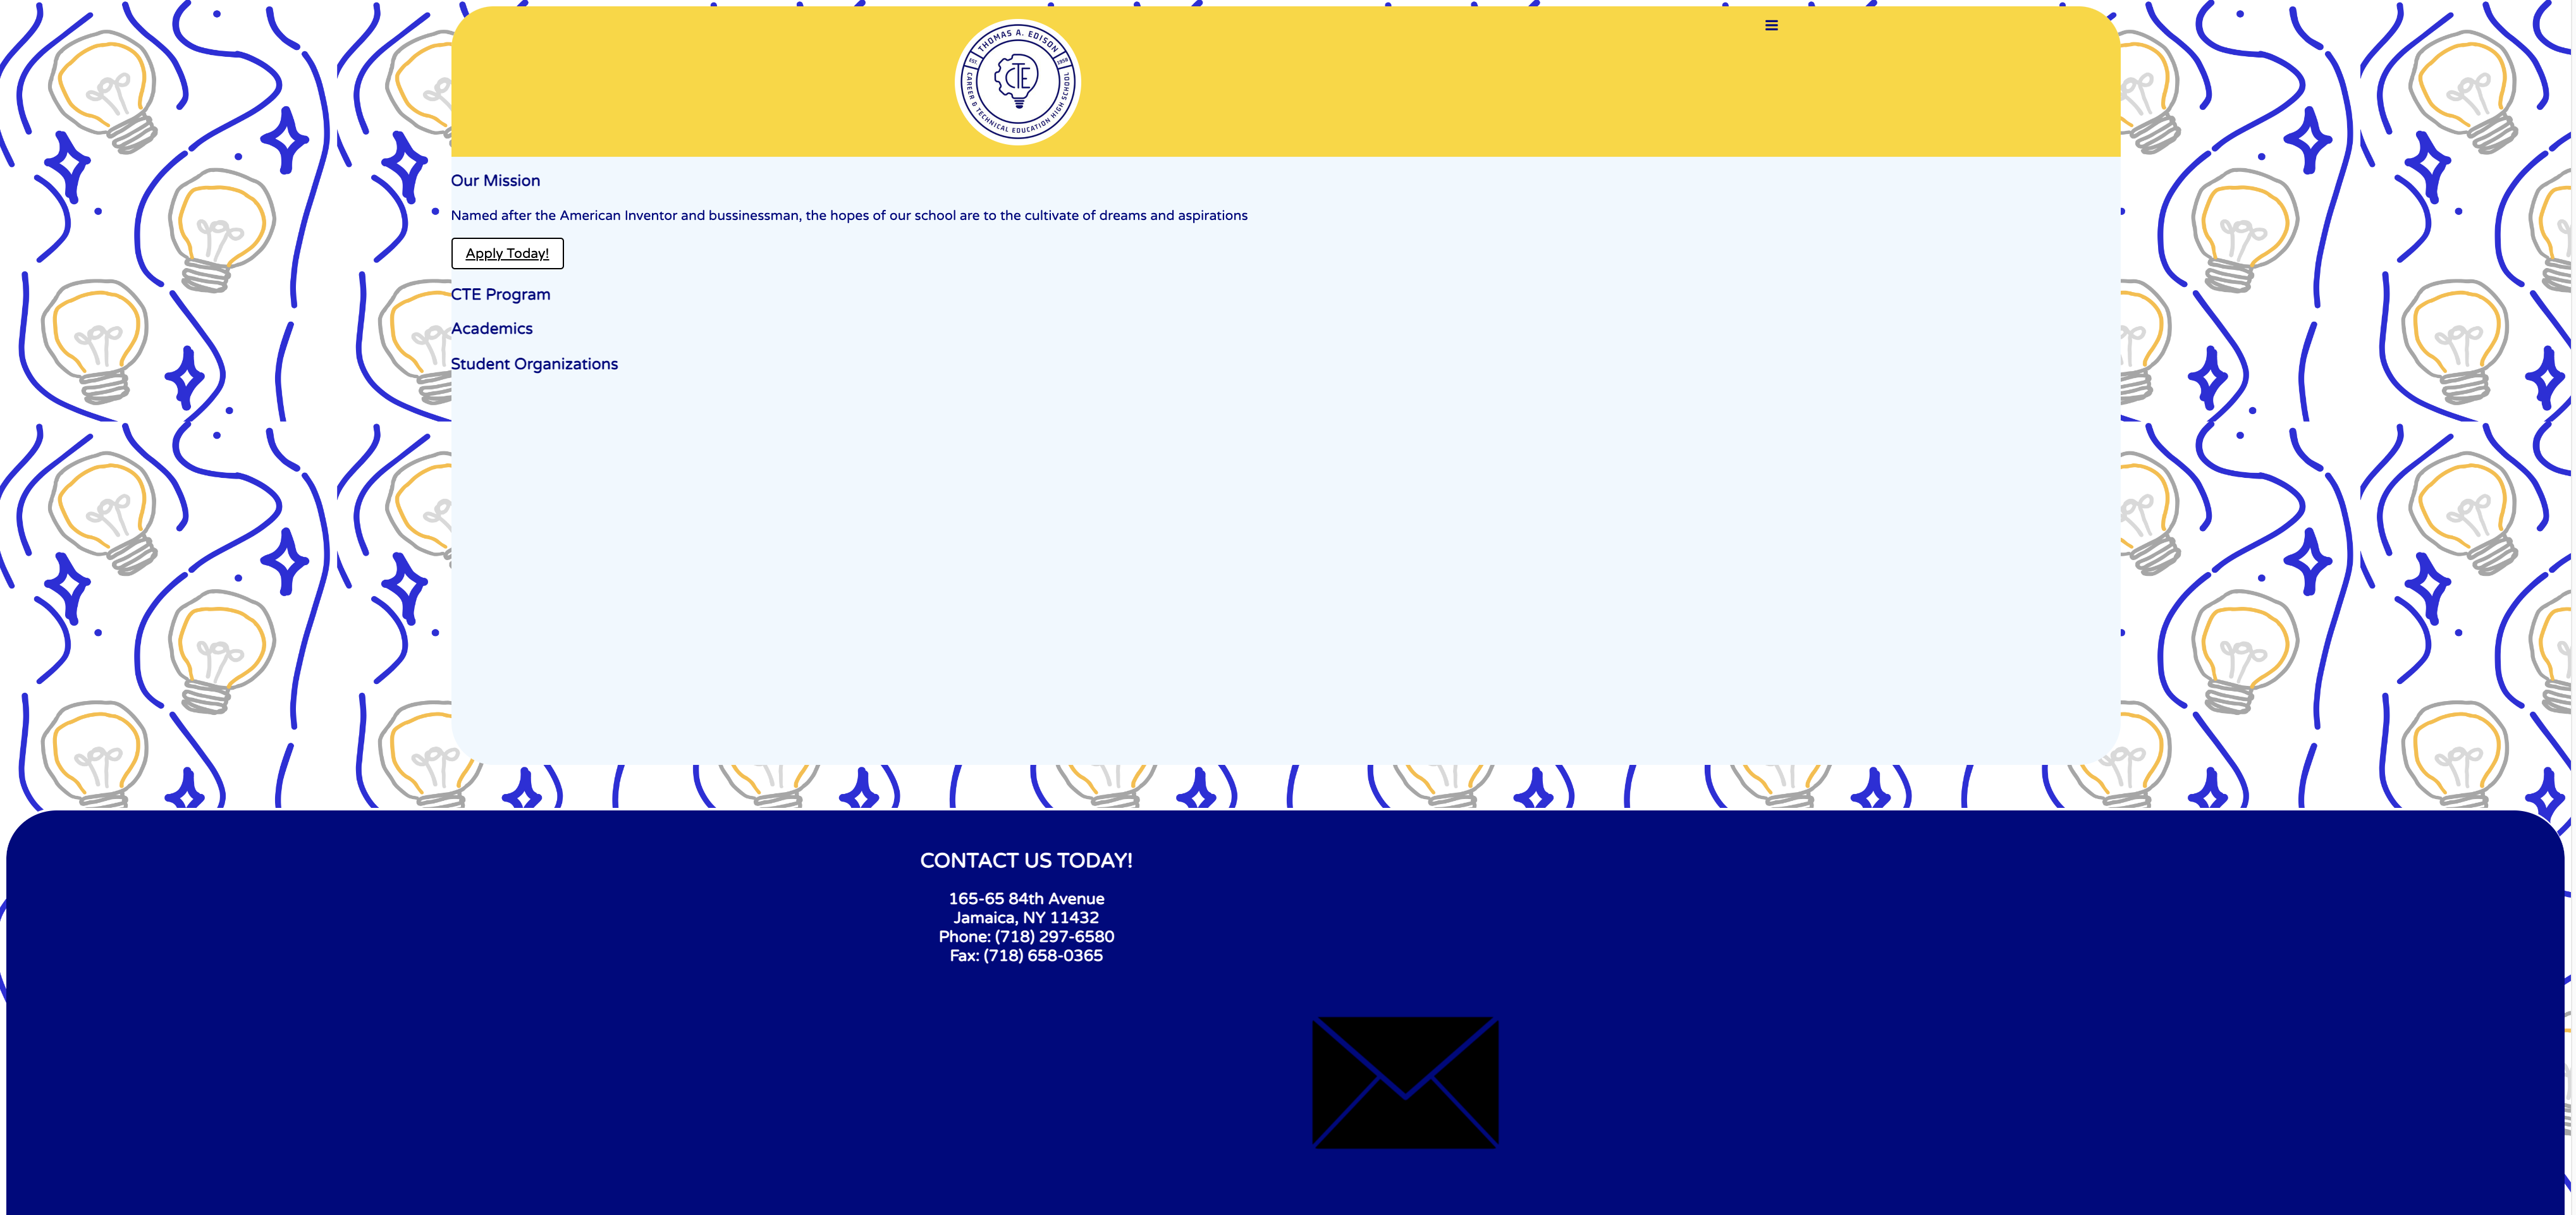 THOMAS A. EDISON
EST. 1950
CTE
CAREER & TECHNICAL EDUCATION HIGH SCHOOL
Our Mission
Named after the American Inventor and bussinessman, the hopes of our school are to the cultivate of dreams and aspirations
Apply Today!
CTE Program
Academics
Student Organizations
CONTACT US TODAY!
165-65 84th Avenue
Jamaica, NY 11432
Phone: (718) 297-6580
Fax: (718) 658-0365